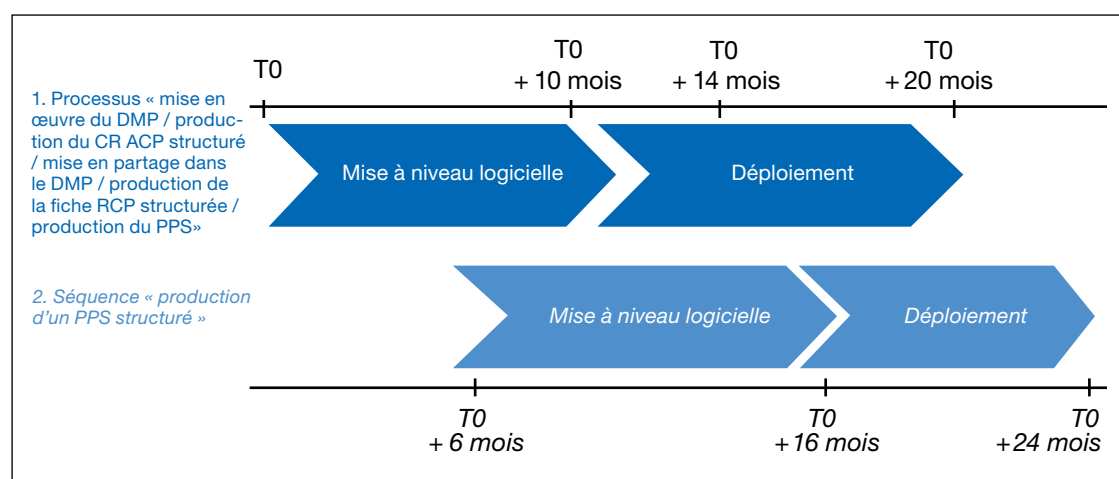 T0
T0
+ 10 mois
T0
+ 14 mois
T0
+ 20 mois
1. Processus « mise en
œuvre du DMP / produc-
tion du CR ACP structuré
/ mise en partage dans
le DMP / production de
la fiche RCP structurée /
production du PPS»
Mise à niveau logicielle
Déploiement
2. Séquence « production
d’un PPS structuré »
Mise à niveau logicielle
Déploiement
T0
+ 6 mois
T0
+ 16 mois
T0
+ 24 mois